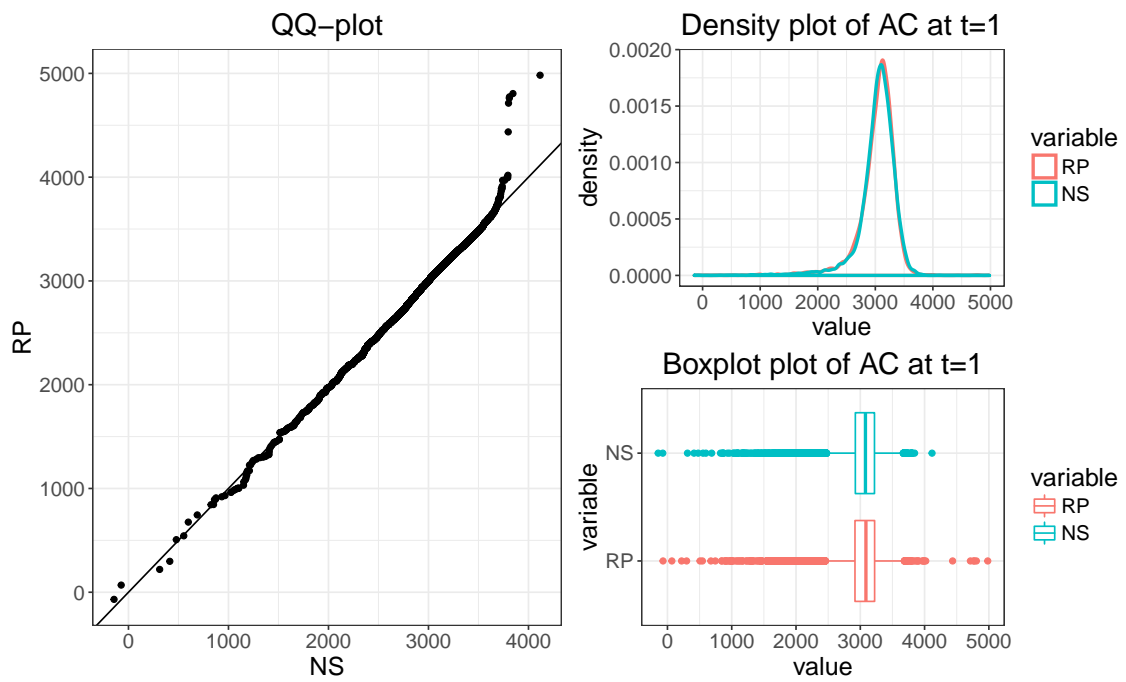 QQ−plot
5000
4000
3000
2000
1000
0
RP
0 1000 2000 3000 4000
NS
Density plot of AC at t=1
0.0020
0.0015
0.0010
0.0005
0.0000
density
0 1000 2000 3000 4000 5000
value
variable
RP
NS
Boxplot plot of AC at t=1
NS
RP
variable
0 1000 2000 3000 4000 5000
value
variable
RP
NS